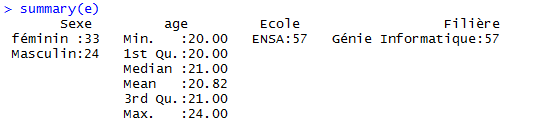 > summary(e)
Sexe age Ecole Filière
féminin :33 Min. :20.00 ENSA:57 Génie Informatique:57
Masculin:24 1st Qu.:20.00
Median :21.00
Mean :20.82
3rd Qu.:21.00
Max. :24.00